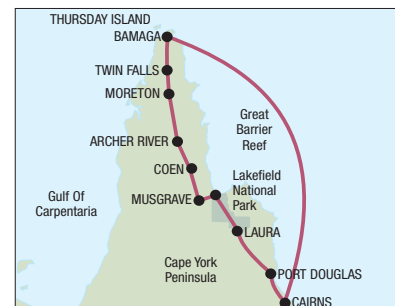 THURSDAY ISLAND
BAMAGA
TWIN FALLS
MORETON
Great
Barrier
Reef
ARCHER RIVER
COEN
Lakefield
National
Park
Gulf Of
Carpentaria
MUSGRAVE
LAURA
Cape York
Peninsula
PORT DOUGLAS
CAIRNS